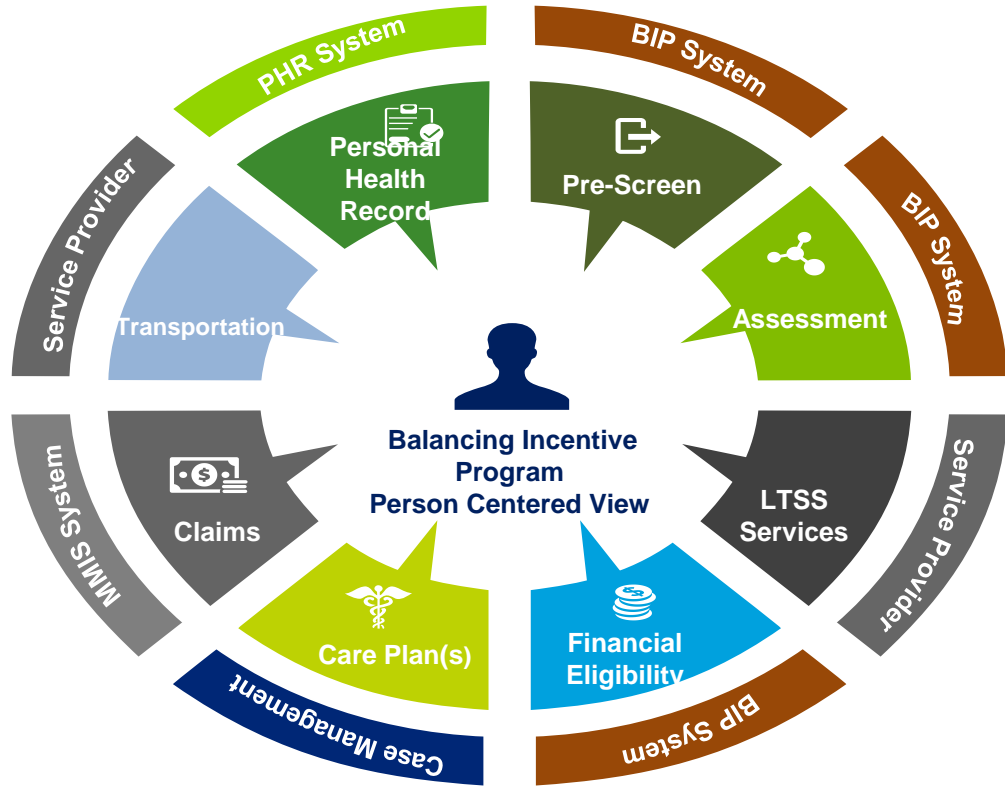 PHR System
BIP System
Personal
Health
Record
Pre-Screen
Service Provider
BIP System
Transportation
Assessment
Balancing Incentive
Program
Person Centered View
MMIS System
Claims
LTSS
Services
Service Provider
Care Plan(s)
Financial
Eligibility
Case Management
BIP System